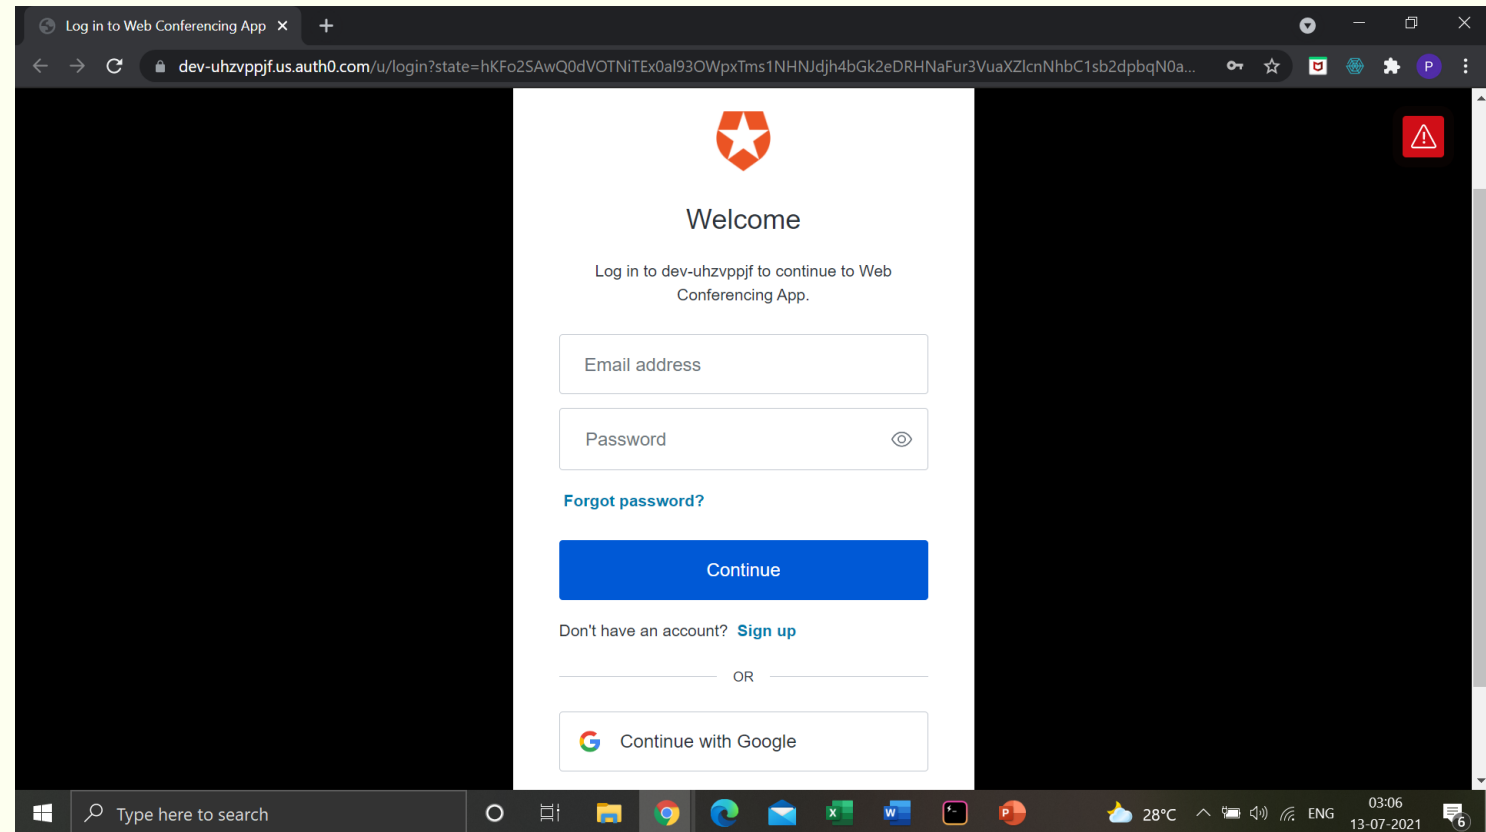 Log in to Web Conferencing App
dev-uhzvppjf.us.auth0.com/u/login?state=hKFo2SAwQ0dVOTNiTEx0al93OWpxTms1NHNJdjh4bGk2eDRHNaFur3VuaXZlcnNhbC1sb2dpbqN0a...
P
Welcome
Log in to dev-uhzvppjf to continue to Web
Conferencing App.
Email address
Password
Forgot password?
Continue
Don't have an account? Sign up
OR
Continue with Google
Type here to search
28°C
ENG
03:06
13-07-2021
6